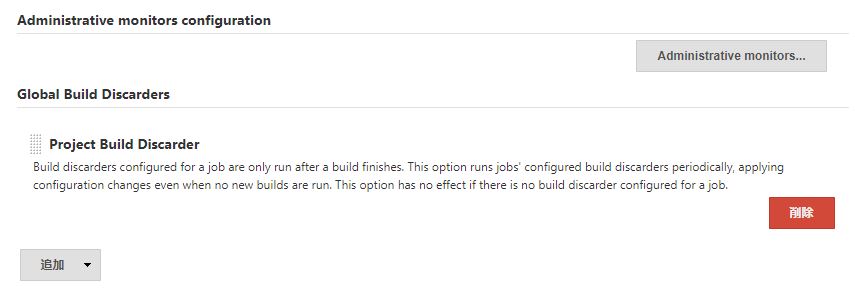 Administrative monitors configuration
Administrative monitors...
Global Build Discarders
Project Build Discarder
Build discarders configured for a job are only run after a build finishes. This option runs jobs' configured build discarders periodically, applying
configuration changes even when no new builds are run. This option has no effect if there is no build discarder configured for a job.
削除
追加